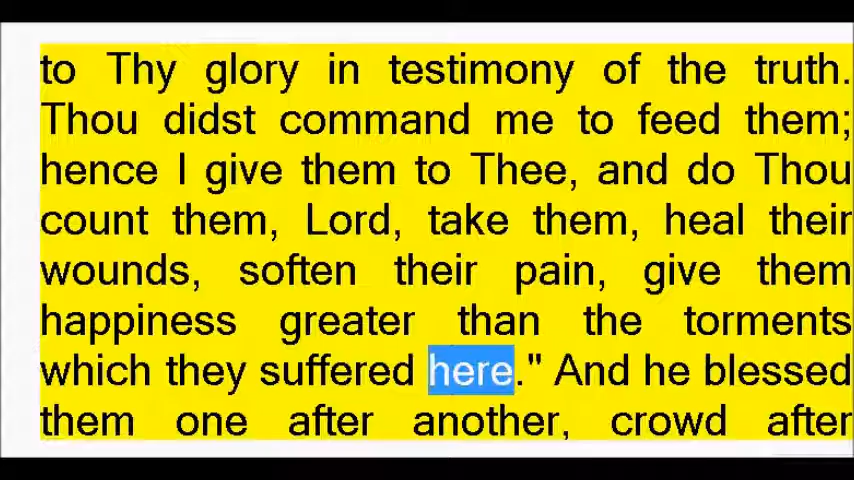 to Thy glory in testimony of the truth.
Thou didst command me to feed them;
hence I give them to Thee, and do Thou
count them, Lord, take them, heal their
wounds, soften their pain, give them
happiness greater than the torments
which they suffered here." And he blessed
them one after another, crowd after